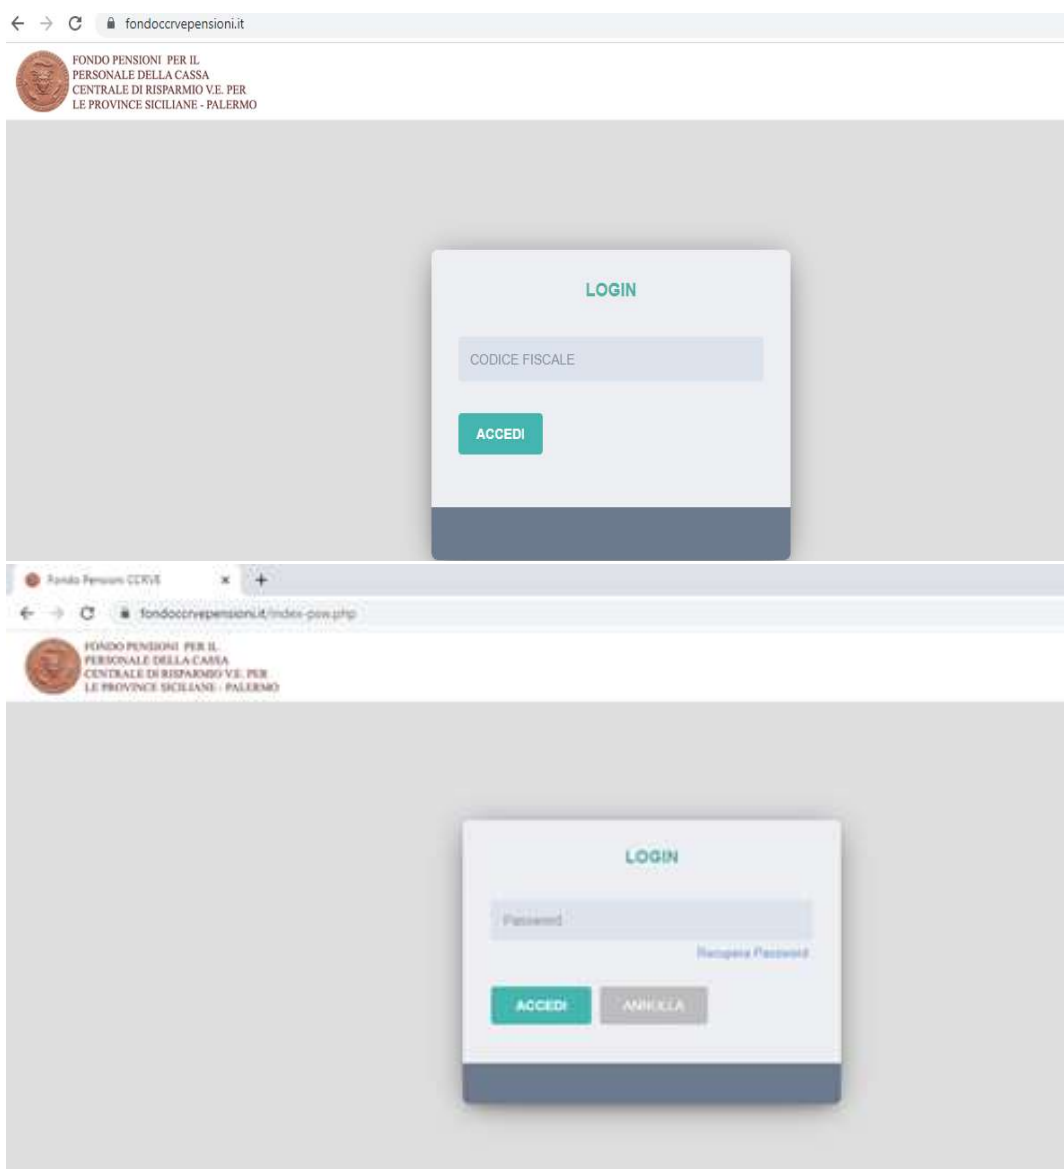 fondoccrvepensioni.it
FONDO PENSIONI PER IL
PERSONALE DELLA CASSA
CENTRALE DI RISPARMIO V.E. PER
LE PROVINCE SICILIANE - PALERMO
LOGIN
CODICE FISCALE
ACCEDI
Fondo Pensioni CCRVE
fondoccrvepensioni.it/index-psw.php
FONDO PENSIONI PER IL
PERSONALE DELLA CASSA
CENTRALE DI RISPARMIO V.E. PER
LE PROVINCE SICILIANE - PALERMO
LOGIN
Password
Recupera Password
ACCEDI ANNULLA